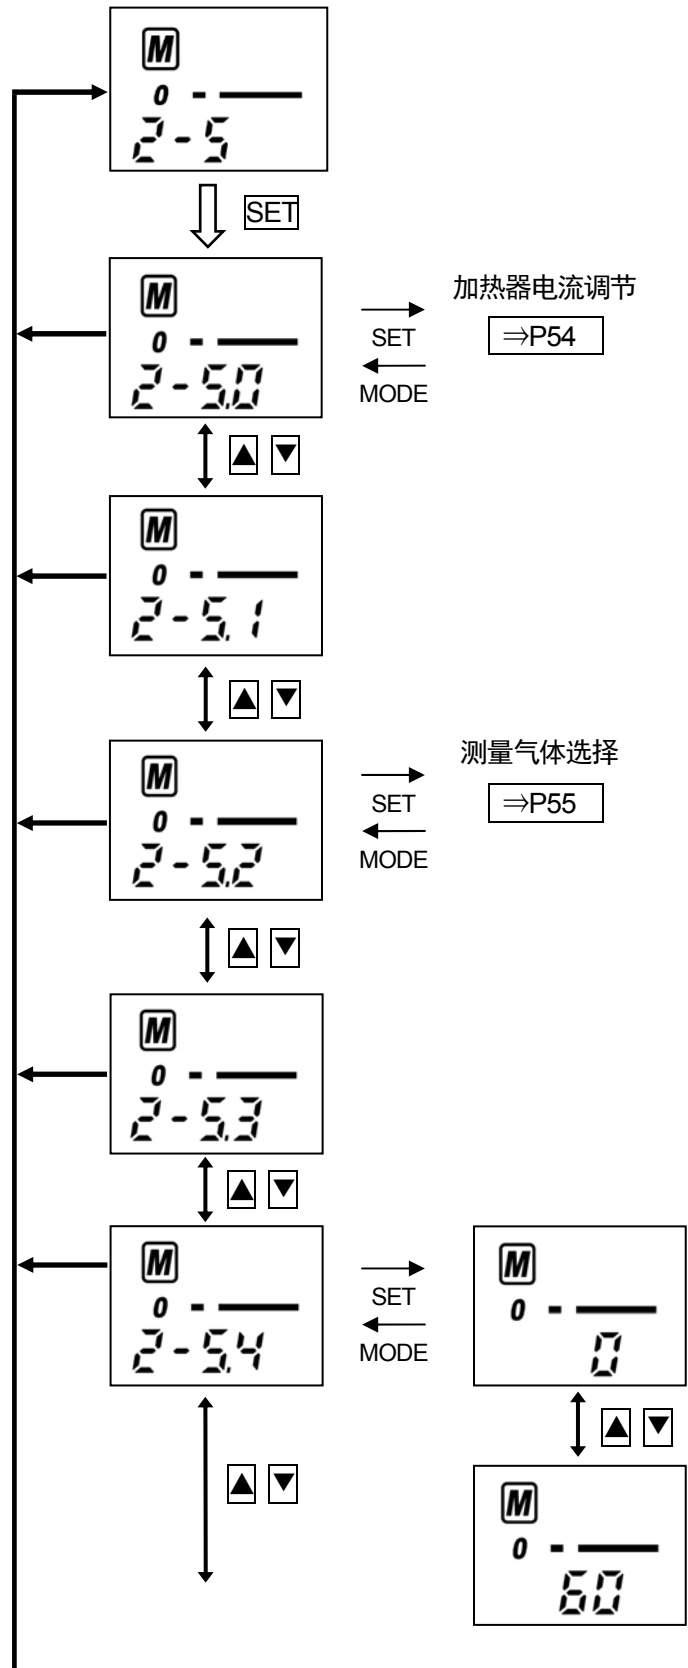 M
0
2-5
SET
M
0
2-5.0
SET
MODE
加热器电流调节
⇒P54
▲ ▼
M
0
2-5.1
▲ ▼
M
0
2-5.2
SET
MODE
测量气体选择
⇒P55
▲ ▼
M
0
2-5.3
▲ ▼
M
0
2-5.4
SET
MODE
M
0
0
▲ ▼
▲ ▼
M
0
60